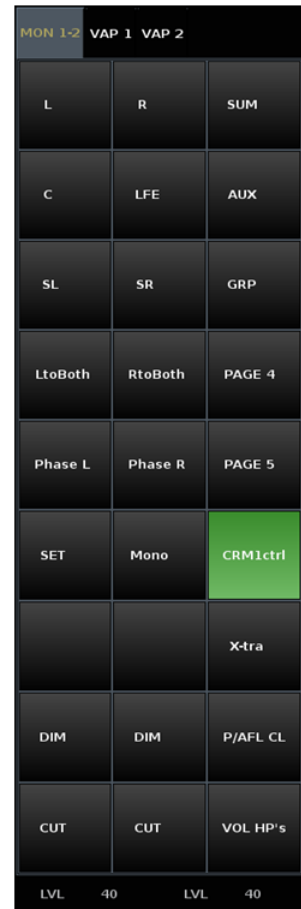 MON 1-2 VAP 1 VAP 2
L R SUM
C LFE AUX
SL SR GRP
LtoBoth RtoBoth PAGE 4
Phase L Phase R PAGE 5
SET Mono CRM1ctrl
X-tra
DIM DIM P/AFL CL
CUT CUT VOL HP's
LVL 40 LVL 40